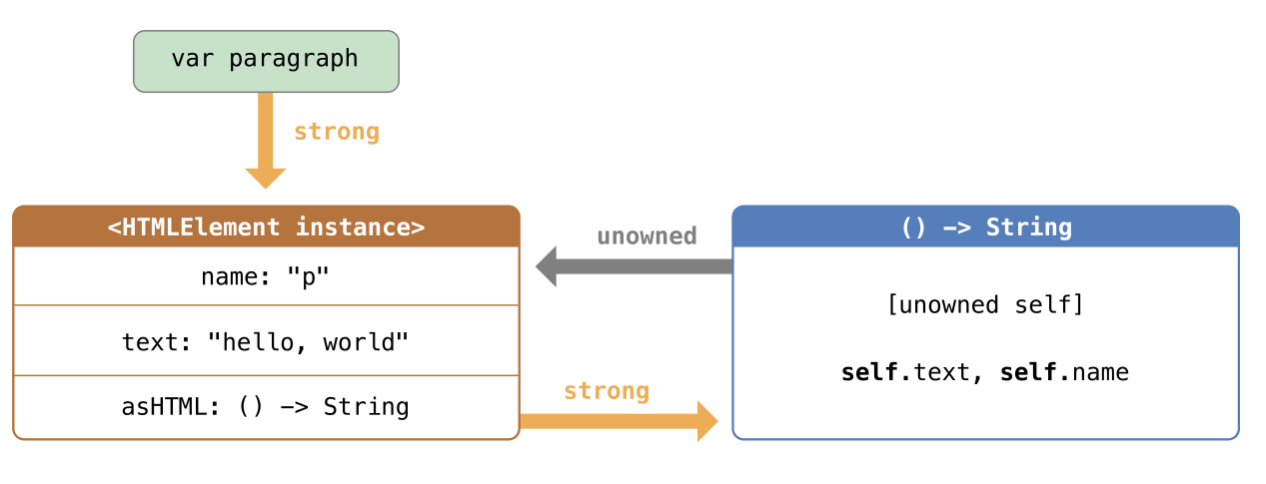 var paragraph
strong
<HTMLElement instance>
name: "p"
text: "hello, world"
asHTML: () -> String
unowned
strong
() -> String
[unowned self]
self.text, self.name